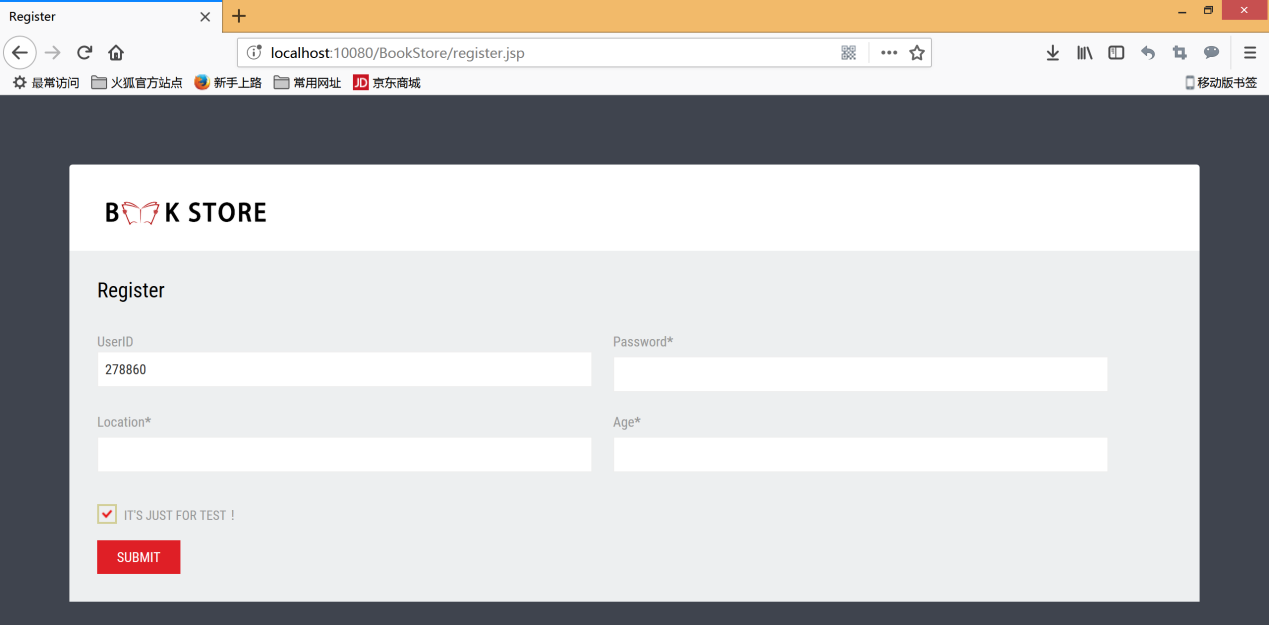 Register
localhost:10080/BookStore/register.jsp
最常访问 火狐官方站点 新手上路 常用网址 JD 京东商城 移动版书签
B K STORE
Register
UserID Password*
278860
Location* Age*
IT'S JUST FOR TEST！
SUBMIT